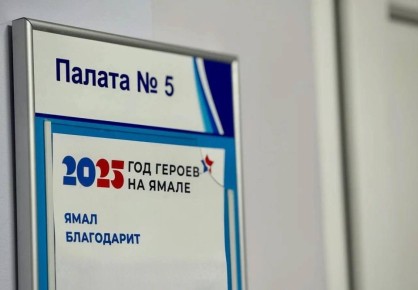 Палата № 5
2025 ГОД ГЕРОЕВ
НА ЯМАЛЕ
ЯМАЛ
БЛАГОДАРИТ